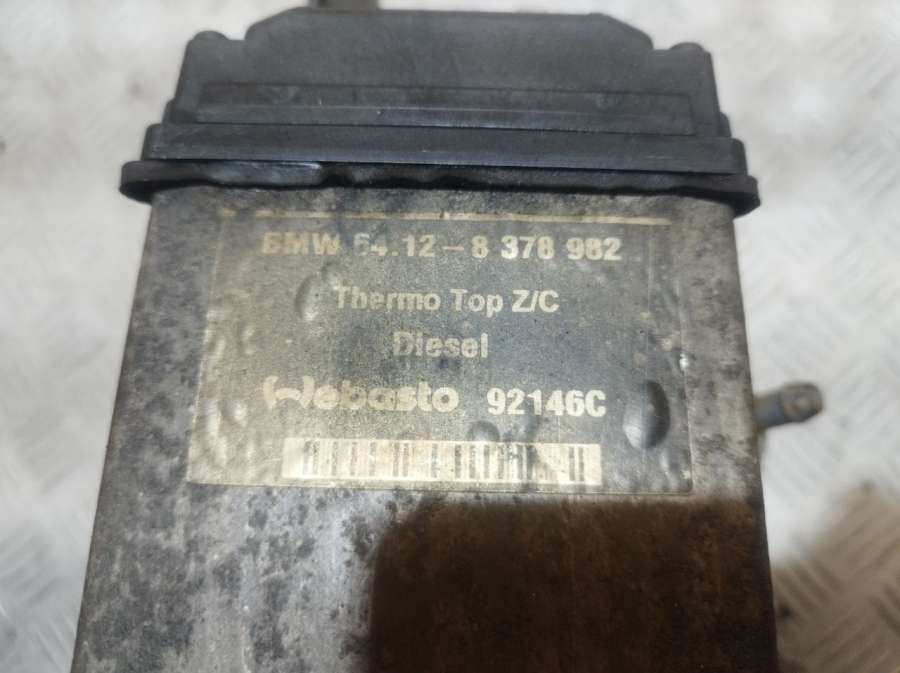 BMW 64.12-8 378 982
Thermo Top Z/C
Diesel
Webasto 92146C